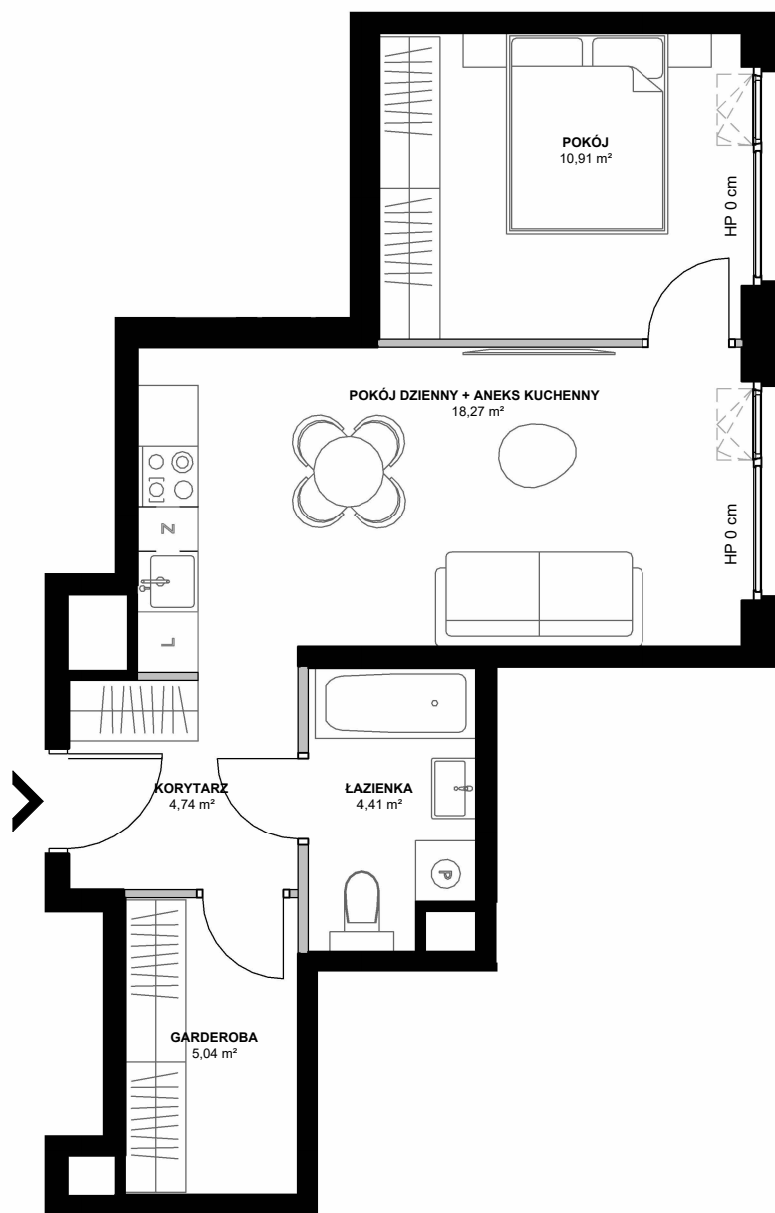 POKÓJ
10,91 m²
HP 0 cm
POKÓJ DZIENNY + ANEKS KUCHENNY
18,27 m²
HP 0 cm
Z
L
KORYTARZ
4,74 m²
ŁAZIENKA
4,41 m²
P
GARDEROBA
5,04 m²